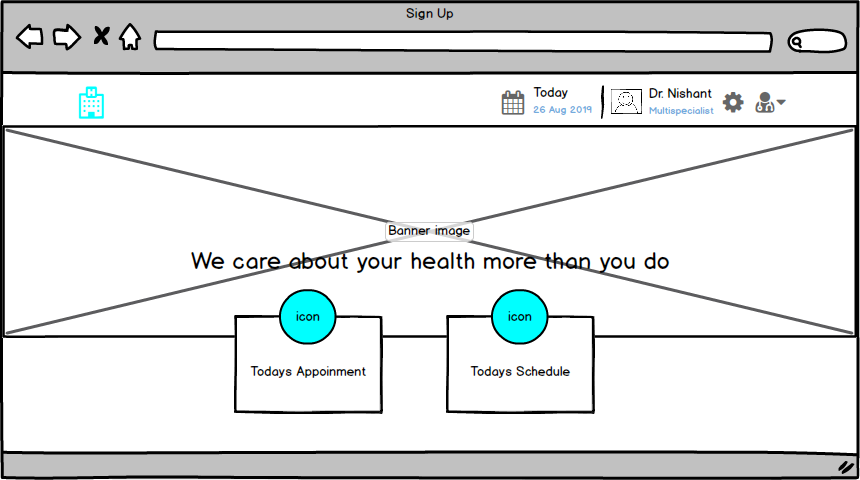 Sign Up
Today
26 Aug 2019
Dr. Nishant
Multispecialist
Banner image
We care about your health more than you do
icon
icon
Todays Appoinment
Todays Schedule